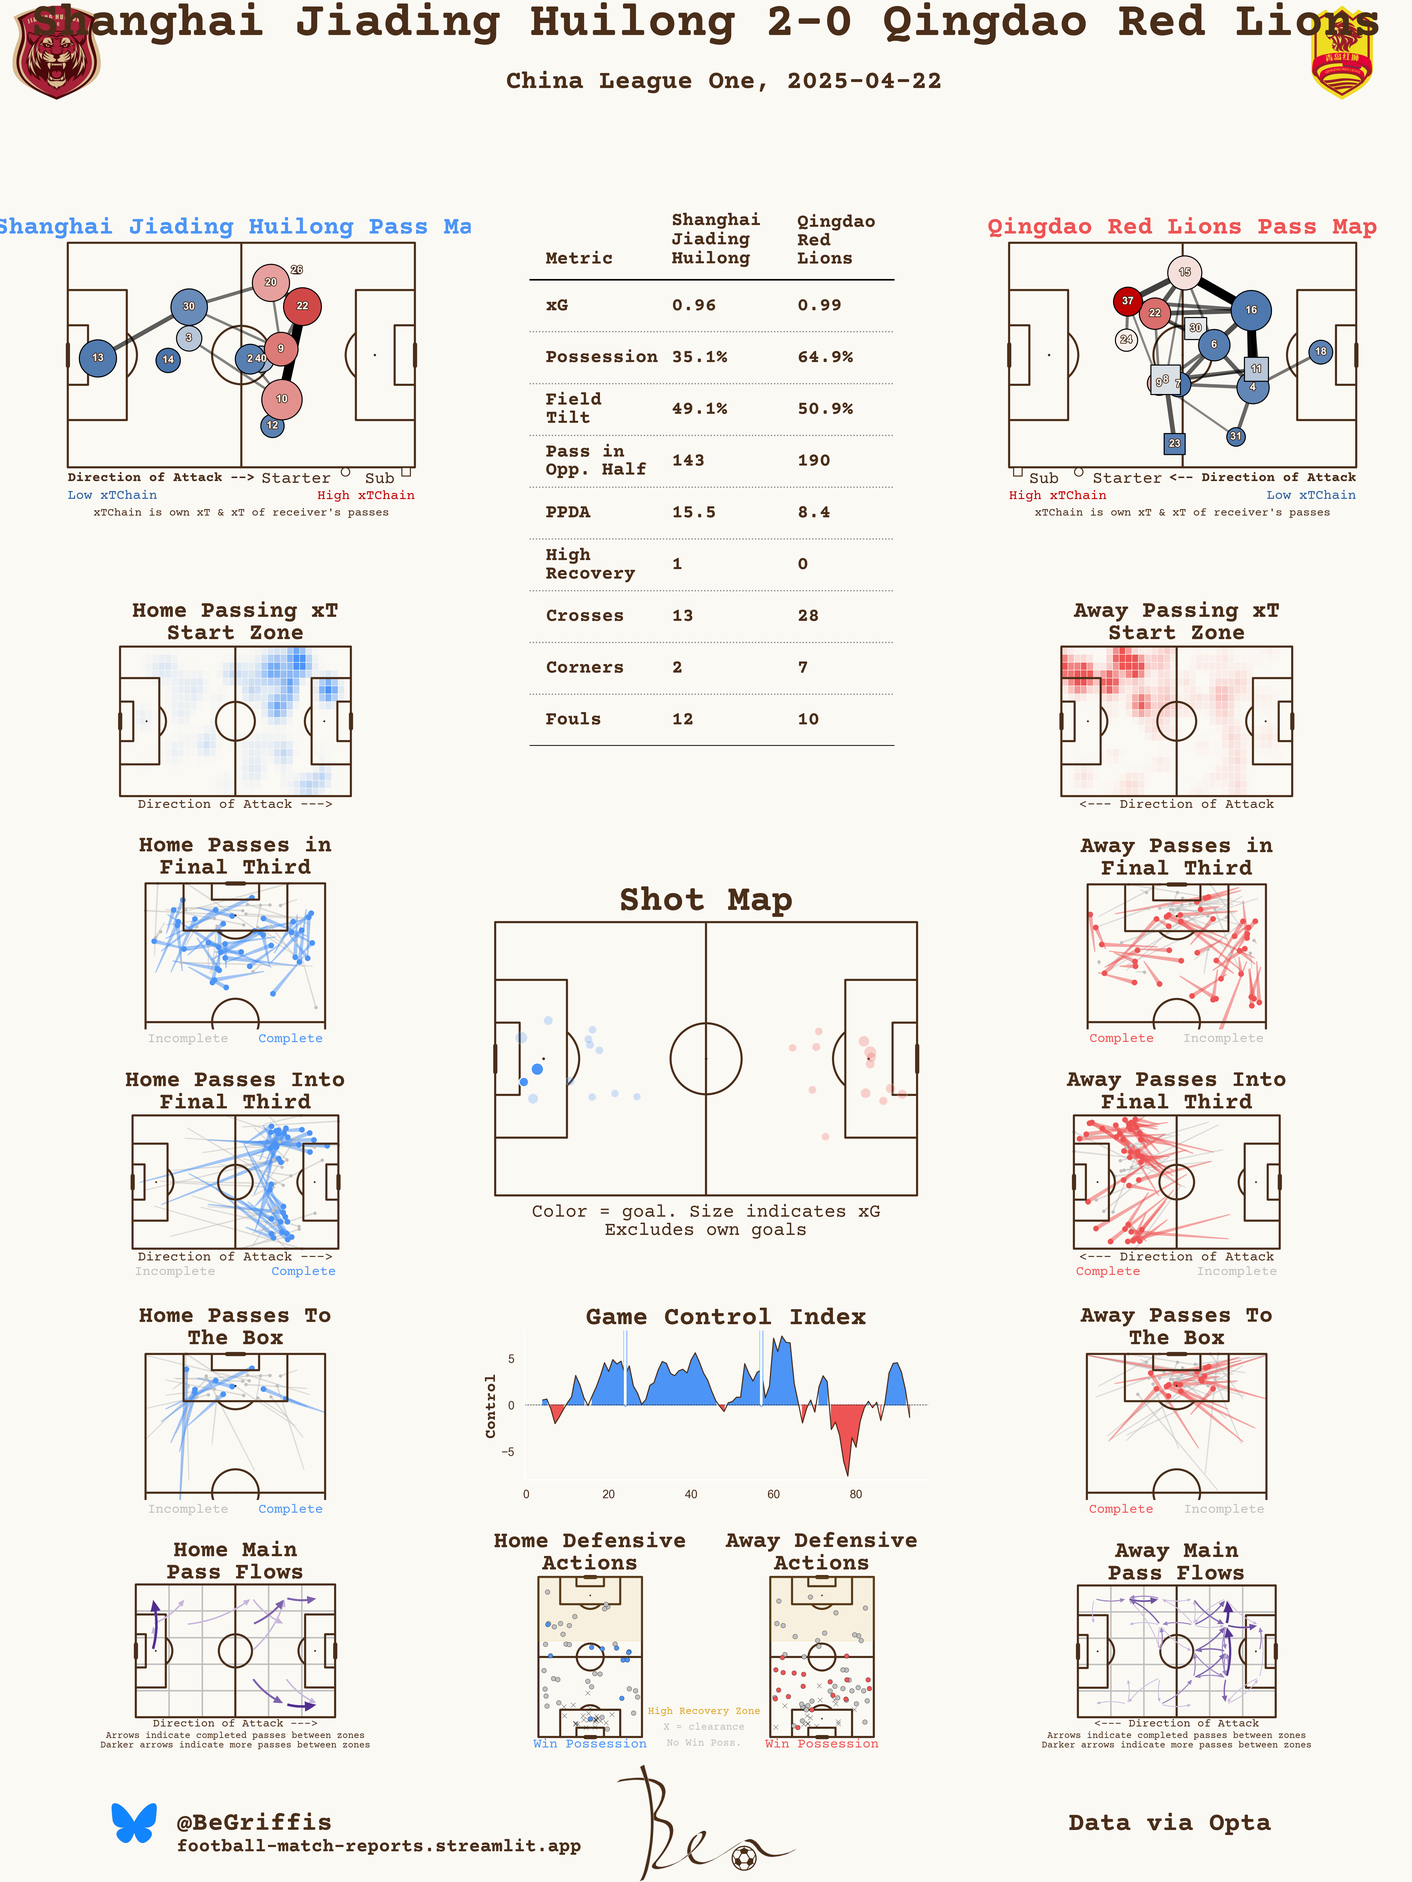 Shanghai Jiading Huilong 2-0 Qingdao Red Lions
China League One, 2025-04-22
Shanghai Jiading Huilong Pass Ma
26
20
30
22
3
9
13
14
2
40
10
12
Direction of Attack --> Starter Sub
Low xTChain High xTChain
xTChain is own xT & xT of receiver's passes
Metric Shanghai Jiading Huilong Qingdao Red Lions
xG 0.96 0.99
Possession 35.1% 64.9%
Field Tilt 49.1% 50.9%
Pass in Opp. Half 143 190
PPDA 15.5 8.4
High Recovery 1 0
Crosses 13 28
Corners 2 7
Fouls 12 10
Qingdao Red Lions Pass Map
15
37
22
16
30
24
6
18
11
9
8
7
4
31
23
Sub Starter <-- Direction of Attack
High xTChain Low xTChain
xTChain is own xT & xT of receiver's passes
Home Passing xT
Start Zone
Direction of Attack --->
Away Passing xT
Start Zone
<--- Direction of Attack
Home Passes in
Final Third
Incomplete Complete
Away Passes in
Final Third
Complete Incomplete
Shot Map
Color = goal. Size indicates xG
Excludes own goals
Home Passes Into
Final Third
Direction of Attack --->
Incomplete Complete
Away Passes Into
Final Third
<--- Direction of Attack
Complete Incomplete
Home Passes To
The Box
Incomplete Complete
Game Control Index
Control
5
0
−5
0 20 40 60 80
Away Passes To
The Box
Complete Incomplete
Home Main
Pass Flows
Direction of Attack --->
Arrows indicate completed passes between zones
Darker arrows indicate more passes between zones
Home Defensive
Actions
Win Possession
High Recovery Zone
X = clearance
No Win Poss.
Away Defensive
Actions
Win Possession
Away Main
Pass Flows
<--- Direction of Attack
Arrows indicate completed passes between zones
Darker arrows indicate more passes between zones
@BeGriffis
football-match-reports.streamlit.app
Ben
Data via Opta